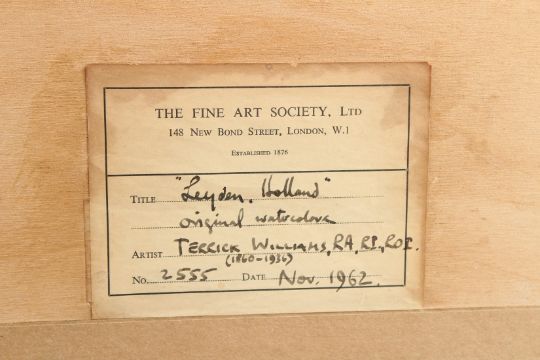 THE FINE ART SOCIETY, LTD
148 NEW BOND STREET, LONDON, W.1
ESTABLISHED 1876
TITLE "Leyden. Holland"
original watercolour
ARTIST TERRICK WILLIAMS, RA, RI, ROI.
(1860-1936)
No. 2555 DATE Nov. 1962.